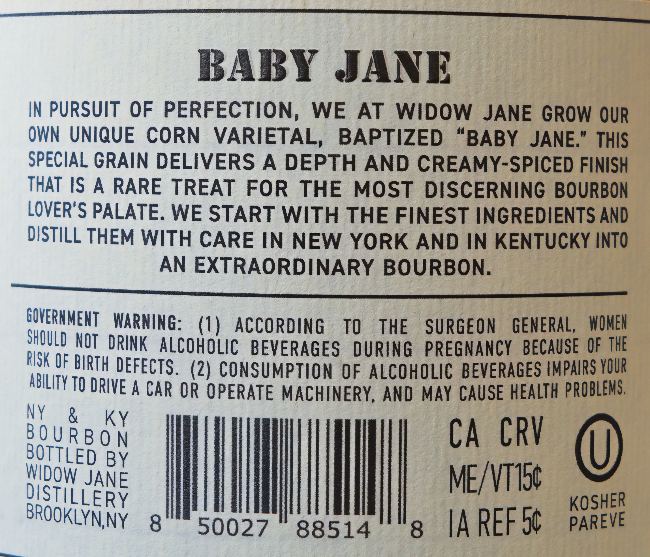 BABY JANE
IN PURSUIT OF PERFECTION, WE AT WIDOW JANE GROW OUR
OWN UNIQUE CORN VARIETAL, BAPTIZED "BABY JANE." THIS
SPECIAL GRAIN DELIVERS A DEPTH AND CREAMY-SPICED FINISH
THAT IS A RARE TREAT FOR THE MOST DISCERNING BOURBON
LOVER'S PALATE. WE START WITH THE FINEST INGREDIENTS AND
DISTILL THEM WITH CARE IN NEW YORK AND IN KENTUCKY INTO
AN EXTRAORDINARY BOURBON.
GOVERNMENT WARNING: (1) ACCORDING TO THE SURGEON GENERAL, WOMEN
SHOULD NOT DRINK ALCOHOLIC BEVERAGES DURING PREGNANCY BECAUSE OF THE
RISK OF BIRTH DEFECTS. (2) CONSUMPTION OF ALCOHOLIC BEVERAGES IMPAIRS YOUR
ABILITY TO DRIVE A CAR OR OPERATE MACHINERY, AND MAY CAUSE HEALTH PROBLEMS.
NY & KY
BOURBON
BOTTLED BY
WIDOW JANE
DISTILLERY
BROOKLYN,NY
8 50027 88514 8
CA CRV
ME/VT15¢
IA REF 5¢
U
KOSHER
PAREVE